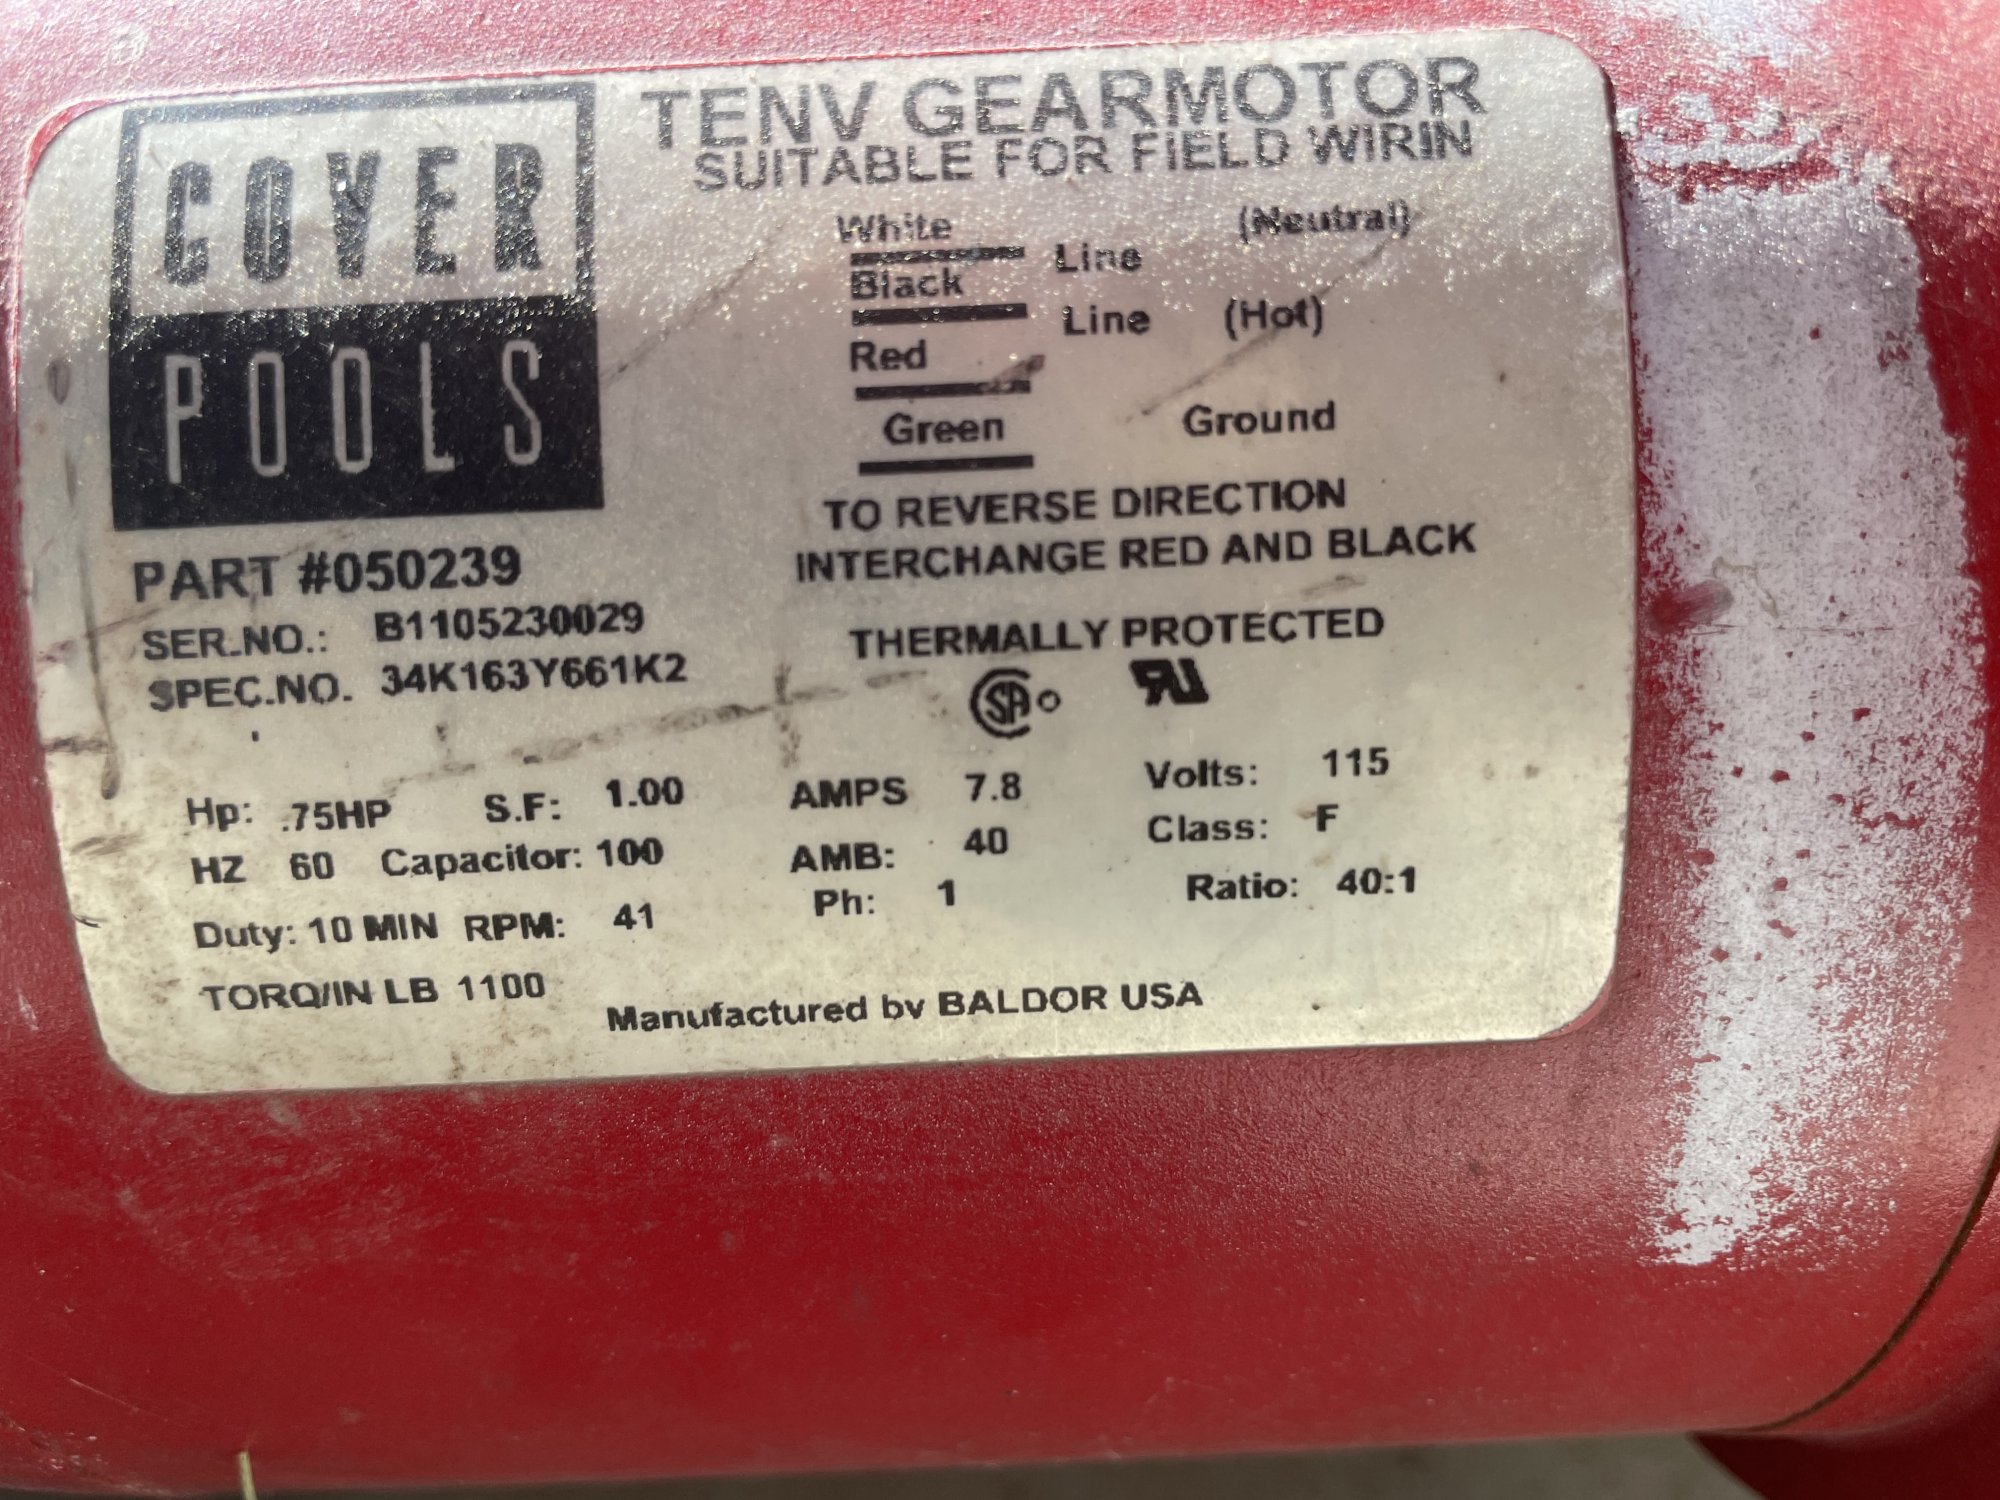 COVER
POOLS
TENV GEARMOTOR
SUITABLE FOR FIELD WIRIN
White Line (Neutral)
Black Line (Hot)
Red
Green Ground
TO REVERSE DIRECTION
INTERCHANGE RED AND BLACK
PART #050239
SER.NO.: B1105230029
SPEC.NO. 34K163Y661K2
THERMALLY PROTECTED
SA
RU
Hp: .75HP S.F: 1.00 AMPS 7.8 Volts: 115
HZ 60 Capacitor: 100 AMB: 40 Class: F
Duty: 10 MIN RPM: 41 Ph: 1 Ratio: 40:1
TORQ/IN LB 1100
Manufactured by BALDOR USA